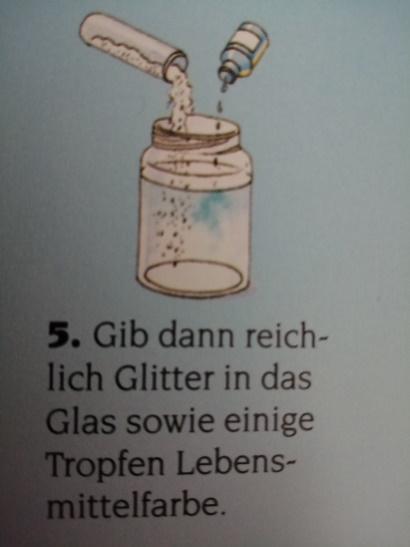 5. Gib dann reich-
lich Glitter in das
Glas sowie einige
Tropfen Lebens-
mittelfarbe.